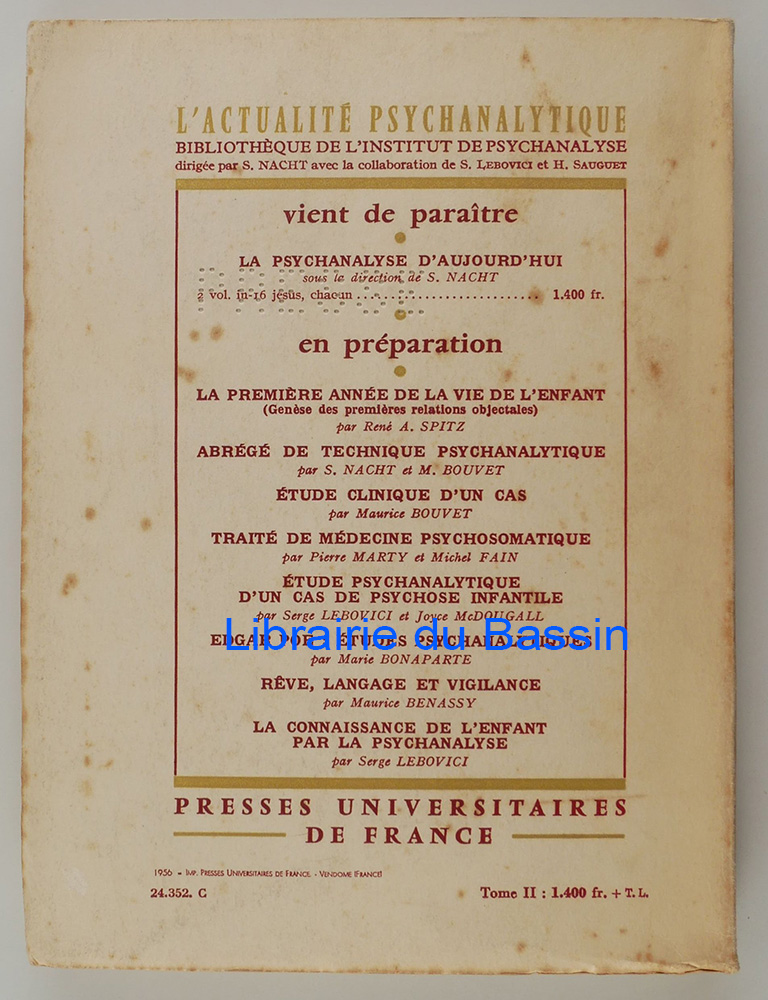 L'ACTUALITÉ PSYCHANALYTIQUE
BIBLIOTHÈQUE DE L'INSTITUT DE PSYCHANALYSE
dirigée par S. NACHT avec la collaboration de S. LEBOVICI et H. SAUGUET
vient de paraître
LA PSYCHANALYSE D'AUJOURD'HUI
sous la direction de S. NACHT
2 vol. in-16 jésus, chacun ........................... 1.400 fr.
en préparation
LA PREMIÈRE ANNÉE DE LA VIE DE L'ENFANT
(Genèse des premières relations objectales)
par René A. SPITZ
ABRÉGÉ DE TECHNIQUE PSYCHANALYTIQUE
par S. NACHT et M. BOUVET
ÉTUDE CLINIQUE D'UN CAS
par Maurice BOUVET
TRAITÉ DE MÉDECINE PSYCHOSOMATIQUE
par Pierre MARTY et Michel FAIN
ÉTUDE PSYCHANALYTIQUE
D'UN CAS DE PSYCHOSE INFANTILE
par Serge LEBOVICI et Joyce McDOUGALL
Librairie du Bassin
EDGAR POE : ÉTUDES PSYCHANALYTIQUES
par Marie BONAPARTE
RÊVE, LANGAGE ET VIGILANCE
par Maurice BENASSY
LA CONNAISSANCE DE L'ENFANT
PAR LA PSYCHANALYSE
par Serge LEBOVICI
PRESSES UNIVERSITAIRES
DE FRANCE
1956 - IMP. PRESSES UNIVERSITAIRES DE FRANCE. - VENDOME (FRANCE)
24.352. C
Tome II : 1.400 fr. + T. L.